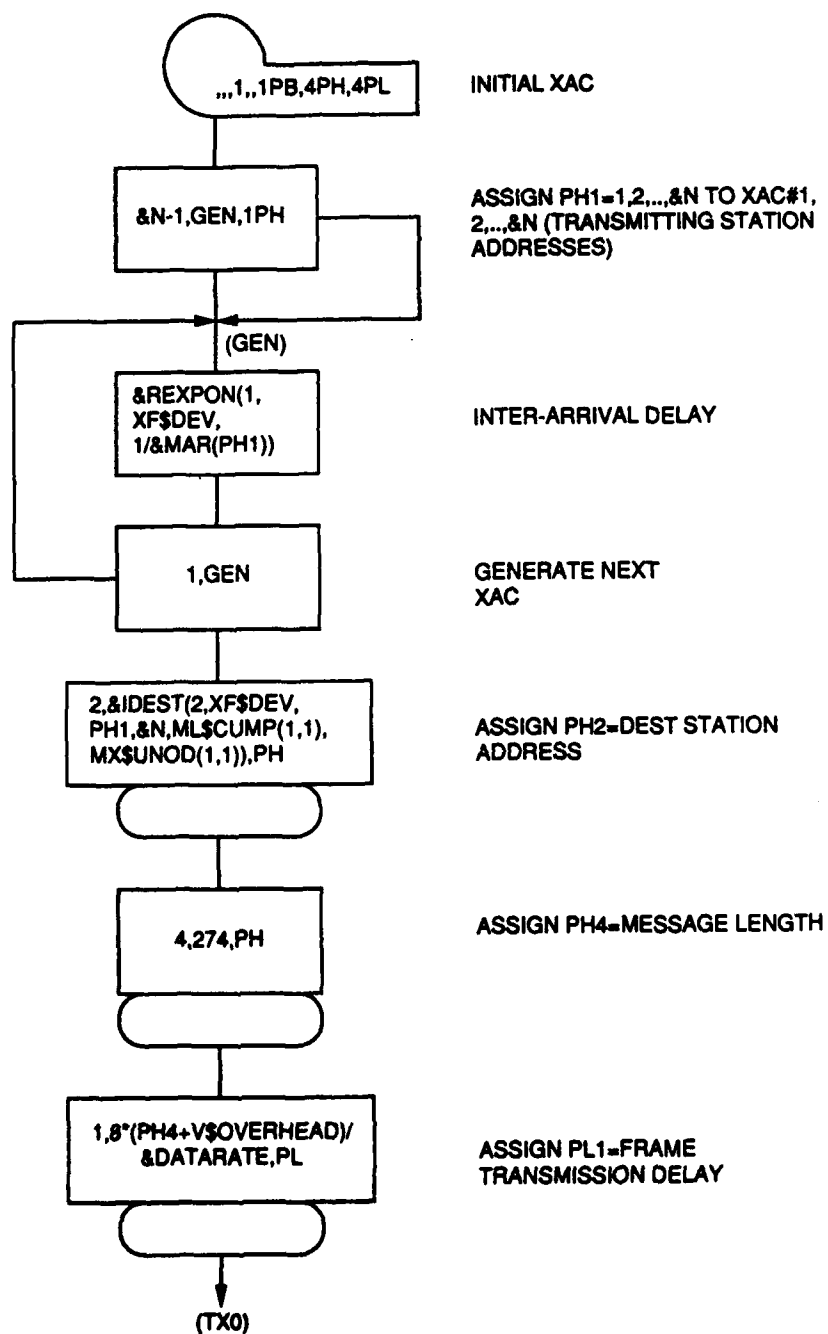 ,,,1,,1PB,4PH,4PL
INITIAL XAC
&N-1,GEN,1PH
ASSIGN PH1=1,2,..,&N TO XAC#1,
2,..,&N (TRANSMITTING STATION
ADDRESSES)
(GEN)
&REXPON(1,
XF$DEV,
1/&MAR(PH1))
INTER-ARRIVAL DELAY
1,GEN
GENERATE NEXT
XAC
2,&IDEST(2,XF$DEV,
PH1,&N,ML$CUMP(1,1),
MX$UNOD(1,1)),PH
ASSIGN PH2=DEST STATION
ADDRESS
4,274,PH
ASSIGN PH4=MESSAGE LENGTH
1,8*(PH4+V$OVERHEAD)/
&DATARATE,PL
ASSIGN PL1=FRAME
TRANSMISSION DELAY
(TX0)